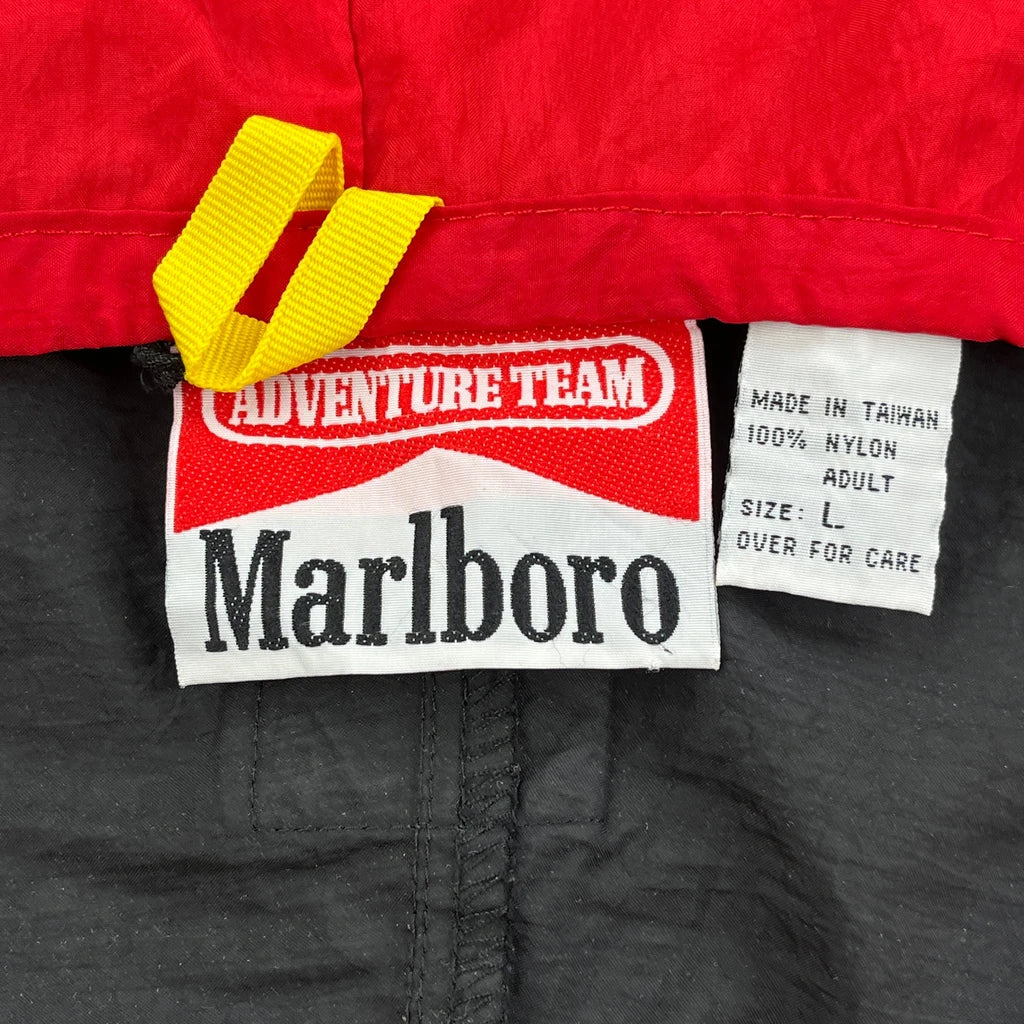 ADVENTURE TEAM
Marlboro
MADE IN TAIWAN
100% NYLON
ADULT
SIZE: L
OVER FOR CARE